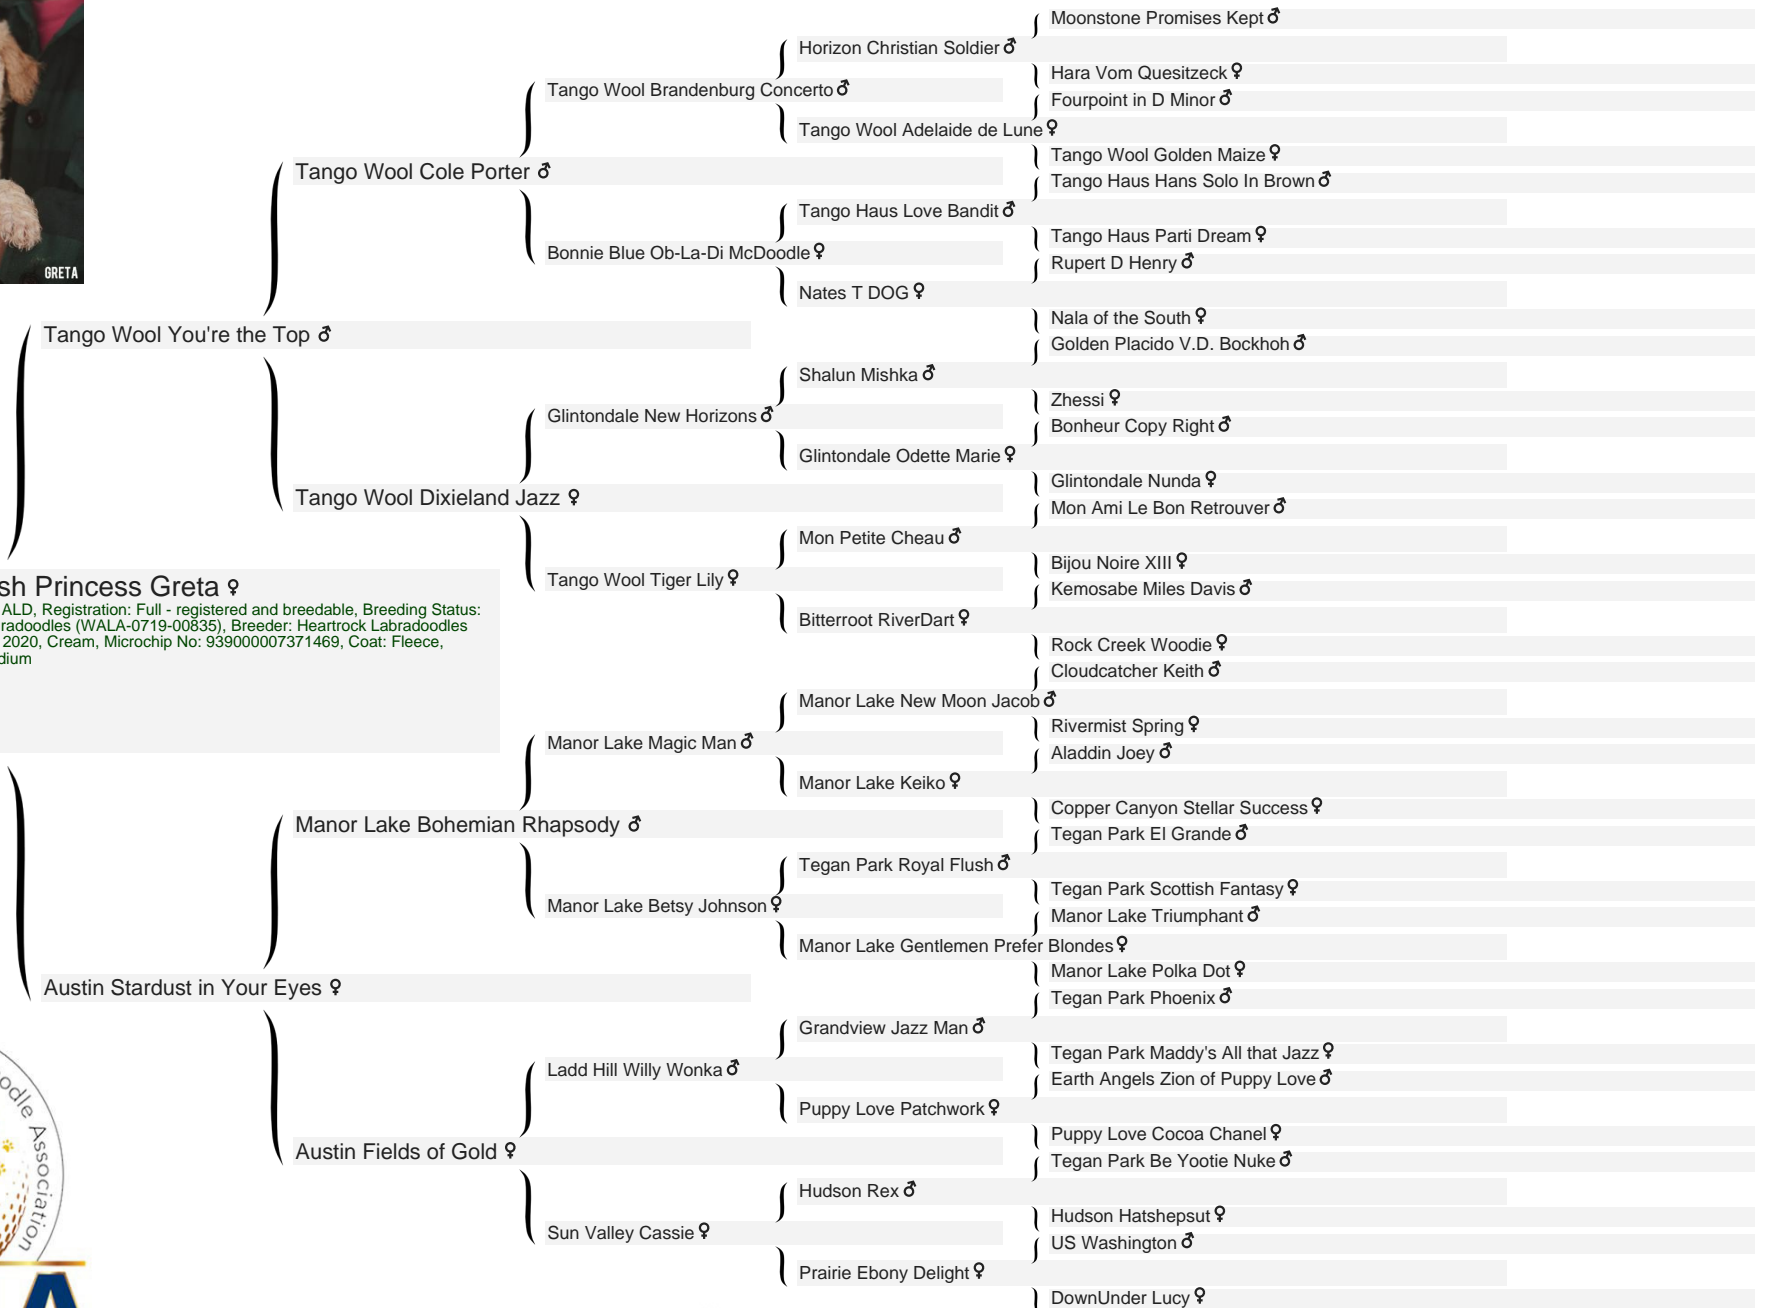 Moonstone Promises Kept ♂
Horizon Christian Soldier ♂
Hara Vom Quesitzeck ♀
Tango Wool Brandenburg Concerto ♂
Fourpoint in D Minor ♂
Tango Wool Adelaide de Lune ♀
Tango Wool Golden Maize ♀
Tango Wool Cole Porter ♂
Tango Haus Hans Solo In Brown ♂
Tango Haus Love Bandit ♂
Tango Haus Parti Dream ♀
Bonnie Blue Ob-La-Di McDoodle ♀
Rupert D Henry ♂
GRETA
Nates T DOG ♀
Nala of the South ♀
Tango Wool You're the Top ♂
Golden Placido V.D. Bockhoh ♂
Shalun Mishka ♂
Zhessi ♀
Glintondale New Horizons ♂
Bonheur Copy Right ♂
Glintondale Odette Marie ♀
Glintondale Nunda ♀
Tango Wool Dixieland Jazz ♀
Mon Ami Le Bon Retrouver ♂
Mon Petite Cheau ♂
Bijou Noire XIII ♀
Tango Wool Tiger Lily ♀
Kemosabe Miles Davis ♂
Bitterroot RiverDart ♀
Rock Creek Woodie ♀
sh Princess Greta ♀
ALD, Registration: Full - registered and breedable, Breeding Status:
radoodles (WALA-0719-00835), Breeder: Heartrock Labradoodles
2020, Cream, Microchip No: 939000007371469, Coat: Fleece,
dium
Cloudcatcher Keith ♂
Manor Lake New Moon Jacob ♂
Rivermist Spring ♀
Manor Lake Magic Man ♂
Aladdin Joey ♂
Manor Lake Keiko ♀
Copper Canyon Stellar Success ♀
Manor Lake Bohemian Rhapsody ♂
Tegan Park El Grande ♂
Tegan Park Royal Flush ♂
Tegan Park Scottish Fantasy ♀
Manor Lake Betsy Johnson ♀
Manor Lake Triumphant ♂
Manor Lake Gentlemen Prefer Blondes ♀
Manor Lake Polka Dot ♀
Austin Stardust in Your Eyes ♀
Tegan Park Phoenix ♂
Grandview Jazz Man ♂
Tegan Park Maddy's All that Jazz ♀
Ladd Hill Willy Wonka ♂
Earth Angels Zion of Puppy Love ♂
Puppy Love Patchwork ♀
Puppy Love Cocoa Chanel ♀
Austin Fields of Gold ♀
Tegan Park Be Yootie Nuke ♂
Hudson Rex ♂
Hudson Hatshepsut ♀
Sun Valley Cassie ♀
US Washington ♂
Prairie Ebony Delight ♀
DownUnder Lucy ♀
odle Association
A